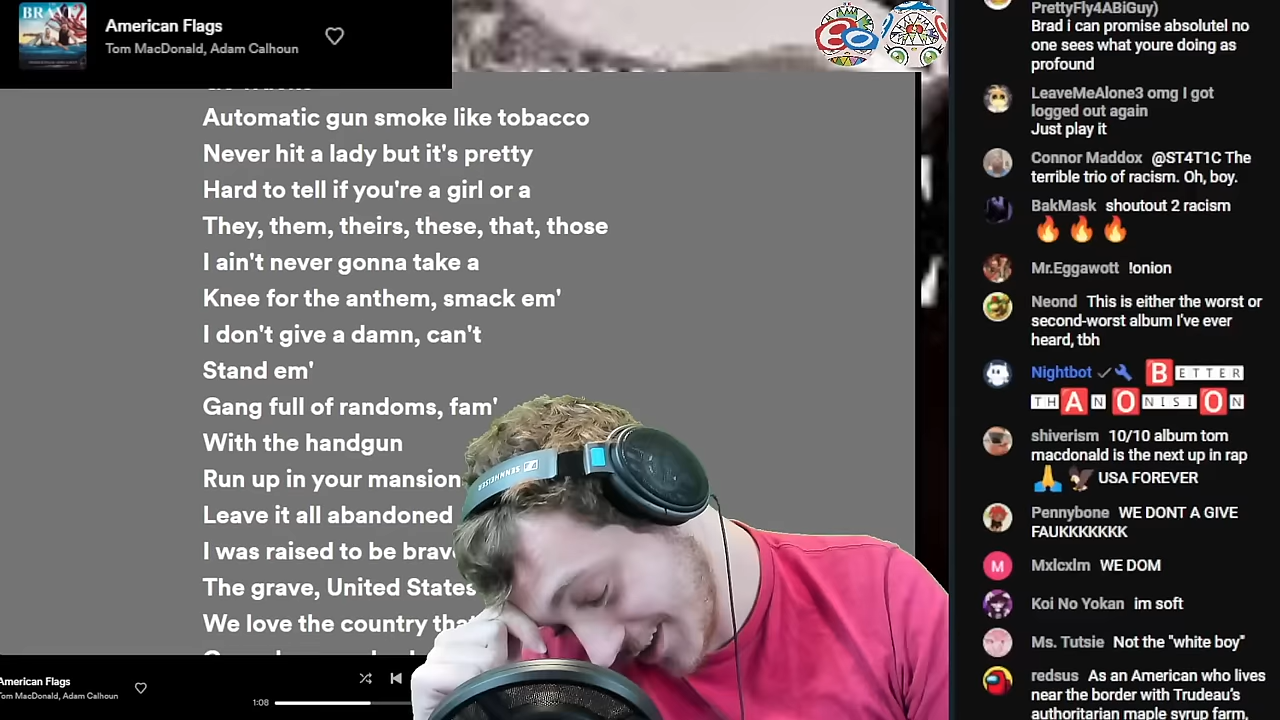 BRAVE
American Flags
Tom MacDonald, Adam Calhoun
Automatic gun smoke like tobacco
Never hit a lady but it's pretty
Hard to tell if you're a girl or a
They, them, theirs, these, that, those
I ain't never gonna take a
Knee for the anthem, smack em'
I don't give a damn, can't
Stand em'
Gang full of randoms, fam'
With the handgun
Run up in your mansion
Leave it all abandoned
I was raised to be brave
The grave, United States
We love the country that
American Flags
Tom MacDonald, Adam Calhoun
1:08
SENNHEISER
PrettyFly4ABiGuy)
Brad i can promise absolutel no
one sees what youre doing as
profound
LeaveMeAlone3 omg I got
logged out again
Just play it
Connor Maddox @ST4T1C The
terrible trio of racism. Oh, boy.
BakMask shoutout 2 racism
🔥 🔥 🔥
Mr.Eggawott !onion
Neond This is either the worst or
second-worst album I've ever
heard, tbh
Nightbot BETTER
THAN ONISION
shiverism 10/10 album tom
macdonald is the next up in rap
🙏 🦅 USA FOREVER
Pennybone WE DONT A GIVE
FAUKKKKKKK
M
Mxlcxlm WE DOM
Koi No Yokan im soft
Ms. Tutsie Not the "white boy"
redsus As an American who lives
near the border with Trudeau's
authoritarian maple syrup farm,